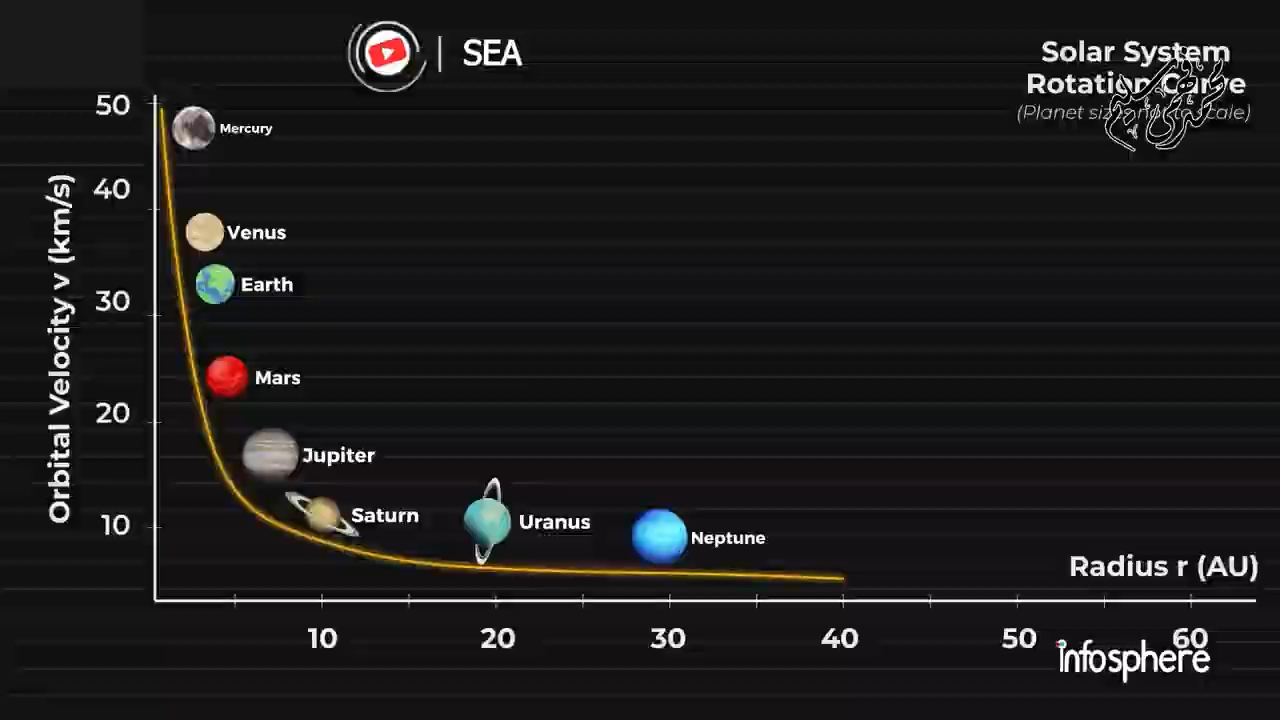 SEA
Solar System
Rotation Curve
(Planet size not to scale)
50
Mercury
40
Orbital Velocity v (km/s)
Venus
Earth
30
Mars
20
Jupiter
Saturn
10
Uranus
Neptune
Radius r (AU)
10 20 30 40 50 60
infosphere